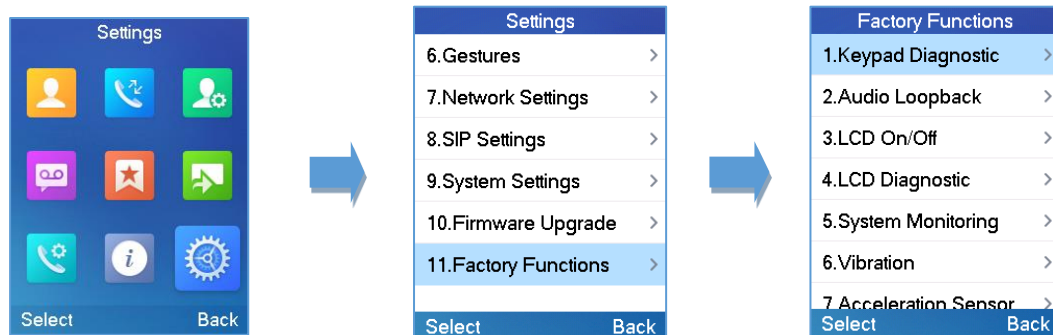 Settings
i
Select Back
Settings
6.Gestures
7.Network Settings
8.SIP Settings
9.System Settings
10.Firmware Upgrade
11.Factory Functions
Select Back
Factory Functions
1.Keypad Diagnostic
2.Audio Loopback
3.LCD On/Off
4.LCD Diagnostic
5.System Monitoring
6.Vibration
7.Acceleration Sensor
Select Back